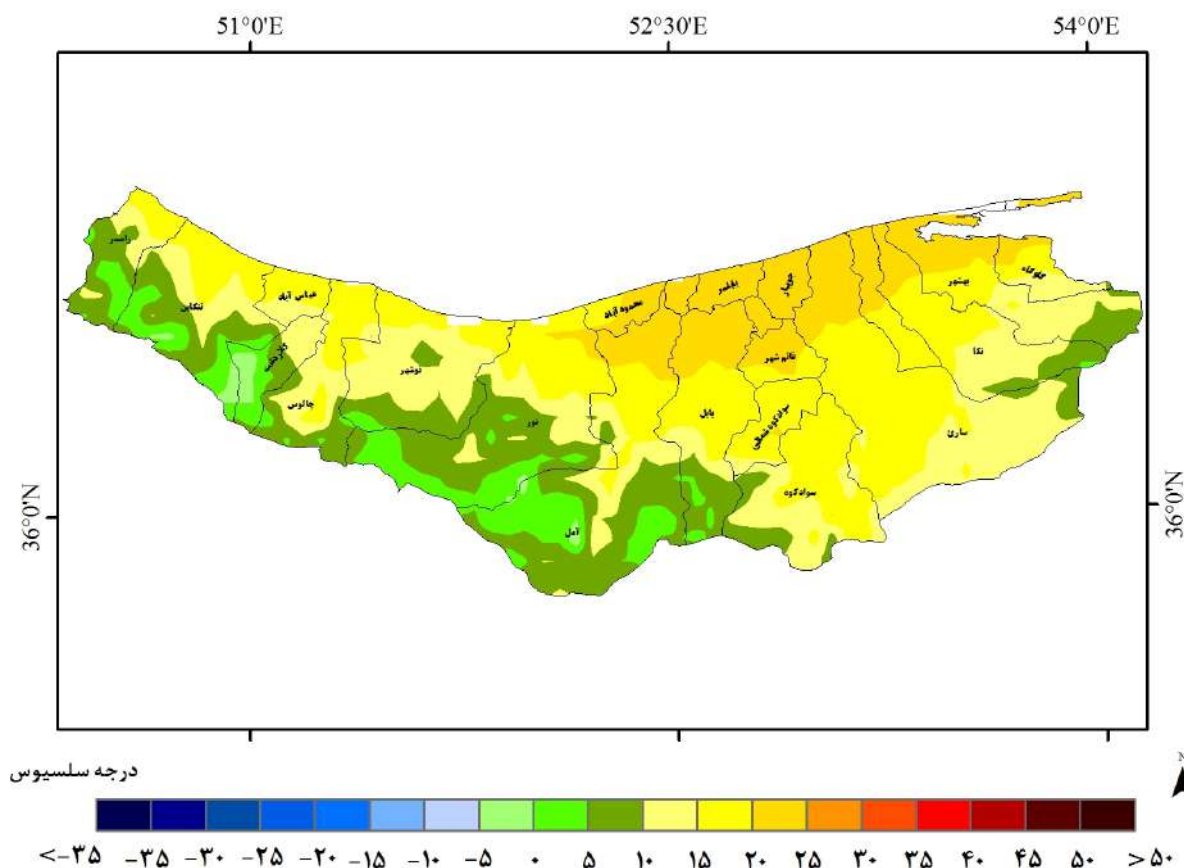 51°0'E
52°30'E
54°0'E
رامسر
تنکابن
عباس آباد
کلاردشت
چالوس
نوشهر
نور
محمود آباد
بابلسر
جویبار
قائم شهر
بهشهر
گلوگاه
نکا
ساری
بابل
سوادکوه شمالی
سوادکوه
آمل
36°0'N
36°0'N
درجه سلسیوس
N
<-۳۵ -۳۵ -۳۰ -۲۵ -۲۰ -۱۵ -۱۰ -۵ ۰ ۵ ۱۰ ۱۵ ۲۰ ۲۵ ۳۰ ۳۵ ۴۰ ۴۵ ۵۰ >۵۰